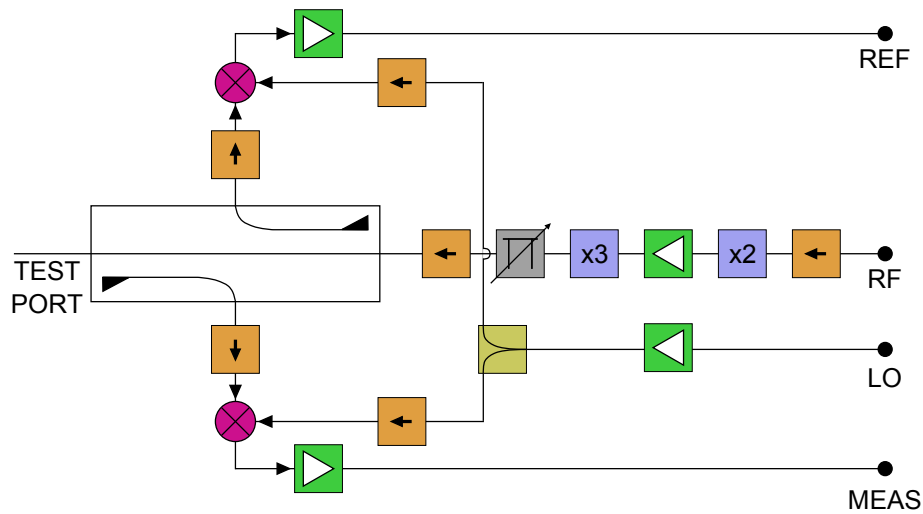 REF
x3
x2
TEST
PORT
RF
LO
MEAS